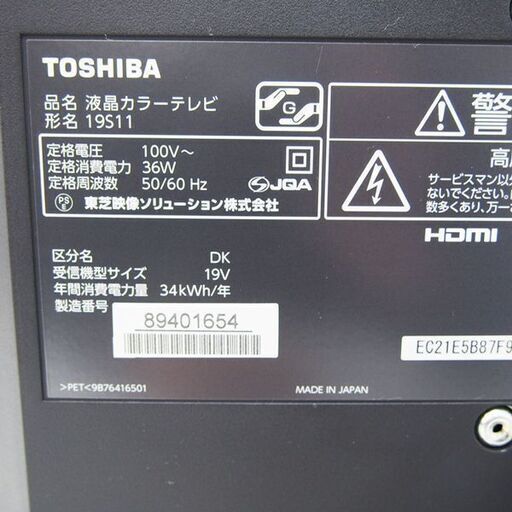 TOSHIBA
品名 液晶カラーテレビ
形名 19S11
G
定格電圧 100V～
定格消費電力 36W
定格周波数 50/60 Hz
PS
E
JQA
東芝映像ソリューション株式会社
区分名 DK
受信機型サイズ 19V
年間消費電力量 34kWh/年
製造番号
89401654
>PET<9B76416501
MADE IN JAPAN
警
高
サービスマン以
ないでください。
数多くあり、万一
HDMI
EC21E5B87F9